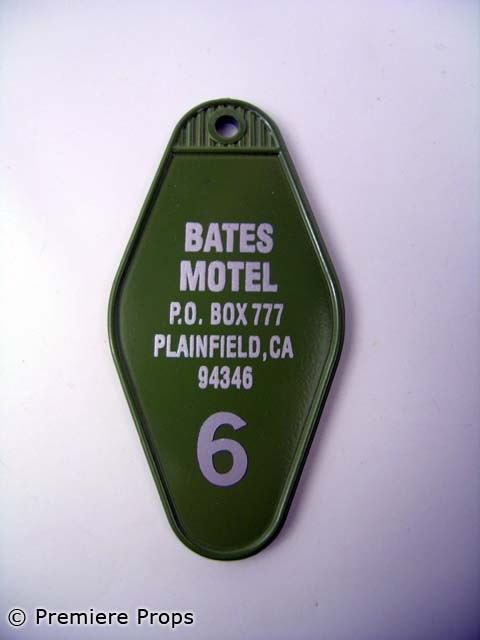 BATES
MOTEL
P.O. BOX 777
PLAINFIELD, CA
94346
6
© Premiere Props